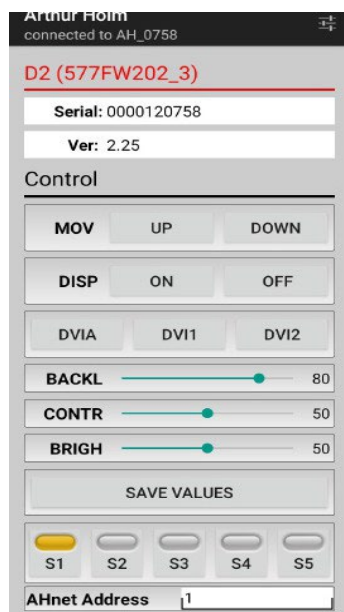 Arthur Holm
connected to AH_0758
D2 (577FW202_3)
Serial: 0000120758
Ver: 2.25
Control
MOV UP DOWN
DISP ON OFF
DVIA DVI1 DVI2
BACKL 80
CONTR 50
BRIGH 50
SAVE VALUES
S1 S2 S3 S4 S5
AHnet Address 1